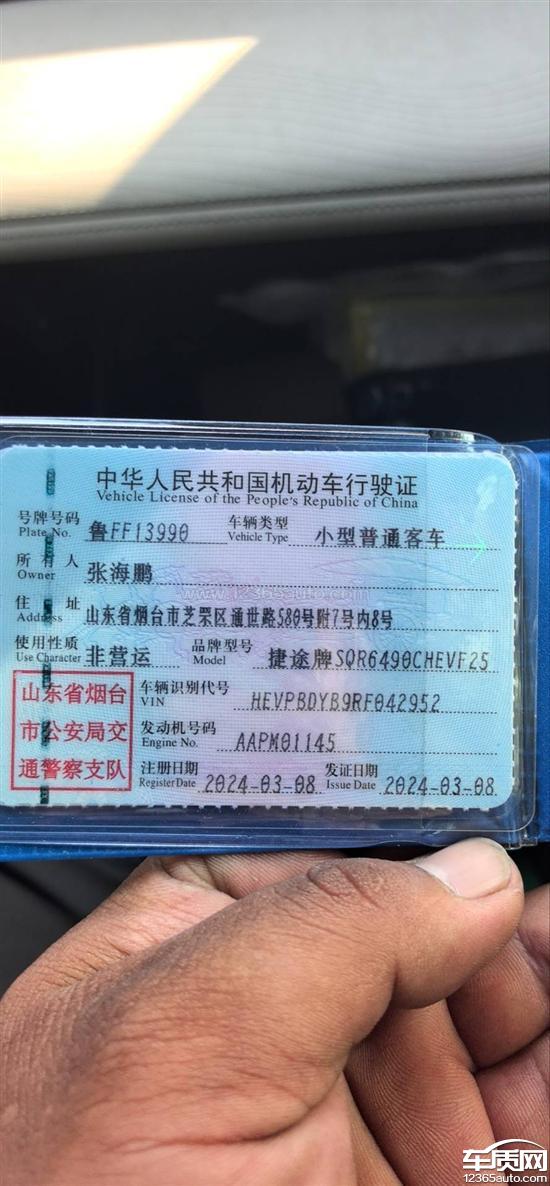 中华人民共和国机动车行驶证
Vehicle License of the People's Republic of China
号牌号码 鲁FF13990 车辆类型 小型普通客车
Plate No. Vehicle Type
所有人 张海鹏
Owner
住址 山东省烟台市芝罘区通世路580号附7号内8号
Address
使用性质 非营运 品牌型号 捷途牌SQR6490CHEVF25
Use Character Model
山东省烟台
市公安局交
通警察支队
车辆识别代号 HEVPBDYB9RF042952
VIN
发动机号码 AAPM01145
Engine No.
注册日期 2024-03-08 发证日期 2024-03-08
Register Date Issue Date
www.12365auto.com
车质网
12365auto.com